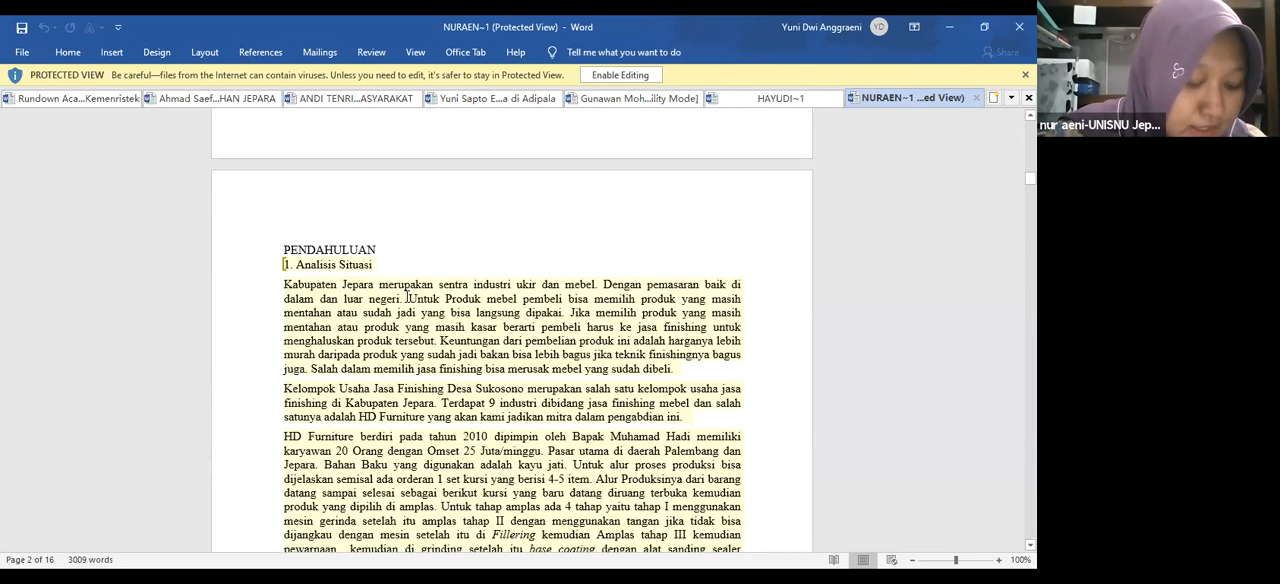 NURAEN~1 (Protected View) - Word
Yuni Dwi Anggraeni YD
File Home Insert Design Layout References Mailings Review View Office Tab Help Tell me what you want to do Share
PROTECTED VIEW Be careful—files from the Internet can contain viruses. Unless you need to edit, it's safer to stay in Protected View. Enable Editing
Rundown Aca...Kemenristek Ahmad Saef...HAN JEPARA ANDI TENRI...ASYARAKAT Yuni Sapto E...a di Adipala Gunawan Moh...ility Mode] HAYUDI~1 NURAEN~1 ...ed View)
nur aeni-UNISNU Jep...
PENDAHULUAN
1. Analisis Situasi
Kabupaten Jepara merupakan sentra industri ukir dan mebel. Dengan pemasaran baik di
dalam dan luar negeri. Untuk Produk mebel pembeli bisa memilih produk yang masih
mentahan atau sudah jadi yang bisa langsung dipakai. Jika memilih produk yang masih
mentahan atau produk yang masih kasar berarti pembeli harus ke jasa finishing untuk
menghaluskan produk tersebut. Keuntungan dari pembelian produk ini adalah harganya lebih
murah daripada produk yang sudah jadi bakan bisa lebih bagus jika teknik finishingnya bagus
juga. Salah dalam memilih jasa finishing bisa merusak mebel yang sudah dibeli.
Kelompok Usaha Jasa Finishing Desa Sukosono merupakan salah satu kelompok usaha jasa
finishing di Kabupaten Jepara. Terdapat 9 industri dibidang jasa finishing mebel dan salah
satunya adalah HD Furniture yang akan kami jadikan mitra dalam pengabdian ini.
HD Furniture berdiri pada tahun 2010 dipimpin oleh Bapak Muhamad Hadi memiliki
karyawan 20 Orang dengan Omset 25 Juta/minggu. Pasar utama di daerah Palembang dan
Jepara. Bahan Baku yang digunakan adalah kayu jati. Untuk alur proses produksi bisa
dijelaskan semisal ada orderan 1 set kursi yang berisi 4-5 item. Alur Produksinya dari barang
datang sampai selesai sebagai berikut kursi yang baru datang diruang terbuka kemudian
produk yang dipilih di amplas. Untuk tahap amplas ada 4 tahap yaitu tahap I menggunakan
mesin gerinda setelah itu amplas tahap II dengan menggunakan tangan jika tidak bisa
dijangkau dengan mesin setelah itu di Fillering kemudian Amplas tahap III kemudian
pewarnaan kemudian di grinding setelah itu base coating dengan alat sanding sealer
Page 2 of 16 3009 words 100%